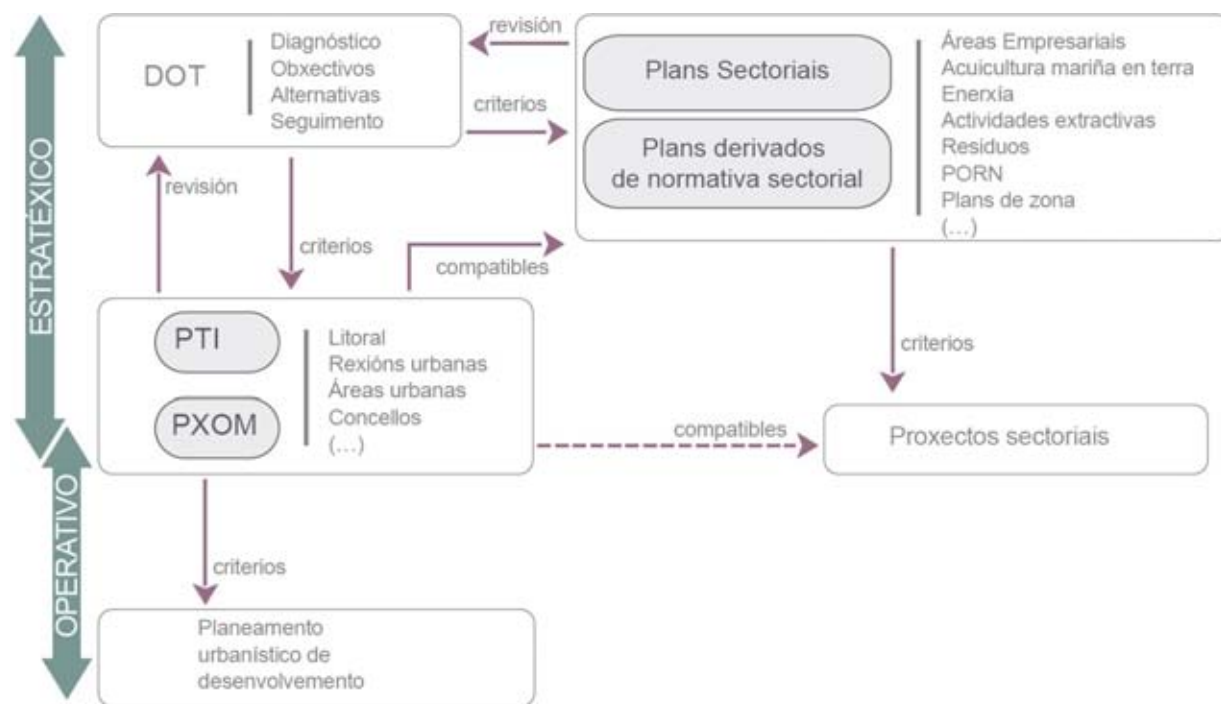 ESTRATÉXICO
OPERATIVO
DOT
Diagnóstico
Obxectivos
Alternativas
Seguimento
revisión
criterios
Plans Sectoriais
Plans derivados
de normativa sectorial
Áreas Empresariais
Acuicultura mariña en terra
Enerxía
Actividades extractivas
Residuos
PORN
Plans de zona
(...)
revisión
criterios
compatibles
criterios
PTI
PXOM
Litoral
Rexións urbanas
Áreas urbanas
Concellos
(...)
compatibles
Proxectos sectoriais
criterios
Planeamento
urbanístico de
desenvolvemento